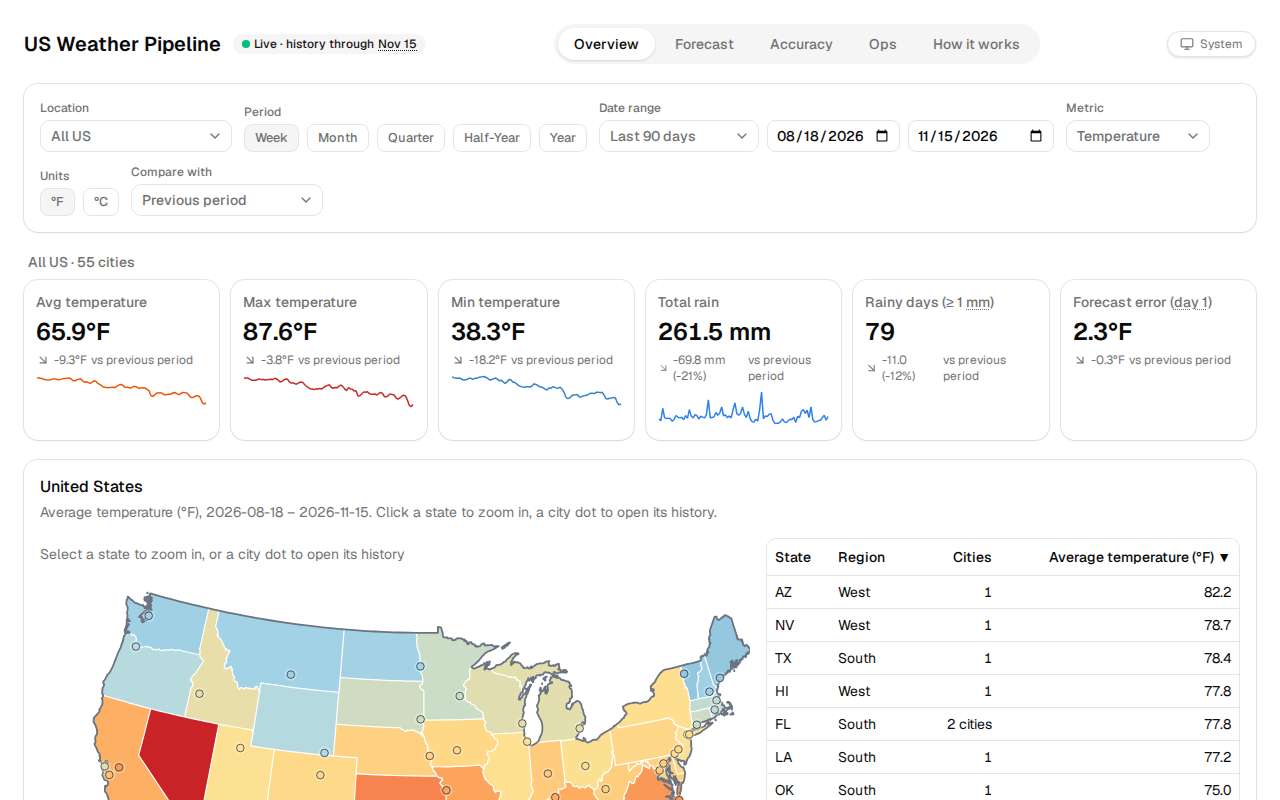 US Weather Pipeline
Live · history through Nov 15
Overview
Forecast
Accuracy
Ops
How it works
System
Location
All US
Period
Week
Month
Quarter
Half-Year
Year
Date range
Last 90 days
08/18/2026
11/15/2026
Metric
Temperature
Units
°F
°C
Compare with
Previous period
All US · 55 cities
Avg temperature
65.9°F
-9.3°F vs previous period
Max temperature
87.6°F
-3.8°F vs previous period
Min temperature
38.3°F
-18.2°F vs previous period
Total rain
261.5 mm
-69.8 mm (-21%)
vs previous period
Rainy days (≥ 1 mm)
79
-11.0 (-12%)
vs previous period
Forecast error (day 1)
2.3°F
-0.3°F vs previous period
United States
Average temperature (°F), 2026-08-18 – 2026-11-15. Click a state to zoom in, a city dot to open its history.
Select a state to zoom in, or a city dot to open its history
State Region Cities Average temperature (°F) ▼
AZ West 1 82.2
NV West 1 78.7
TX South 1 78.4
HI West 1 77.8
FL South 2 cities 77.8
LA South 1 77.2
OK South 1 75.0